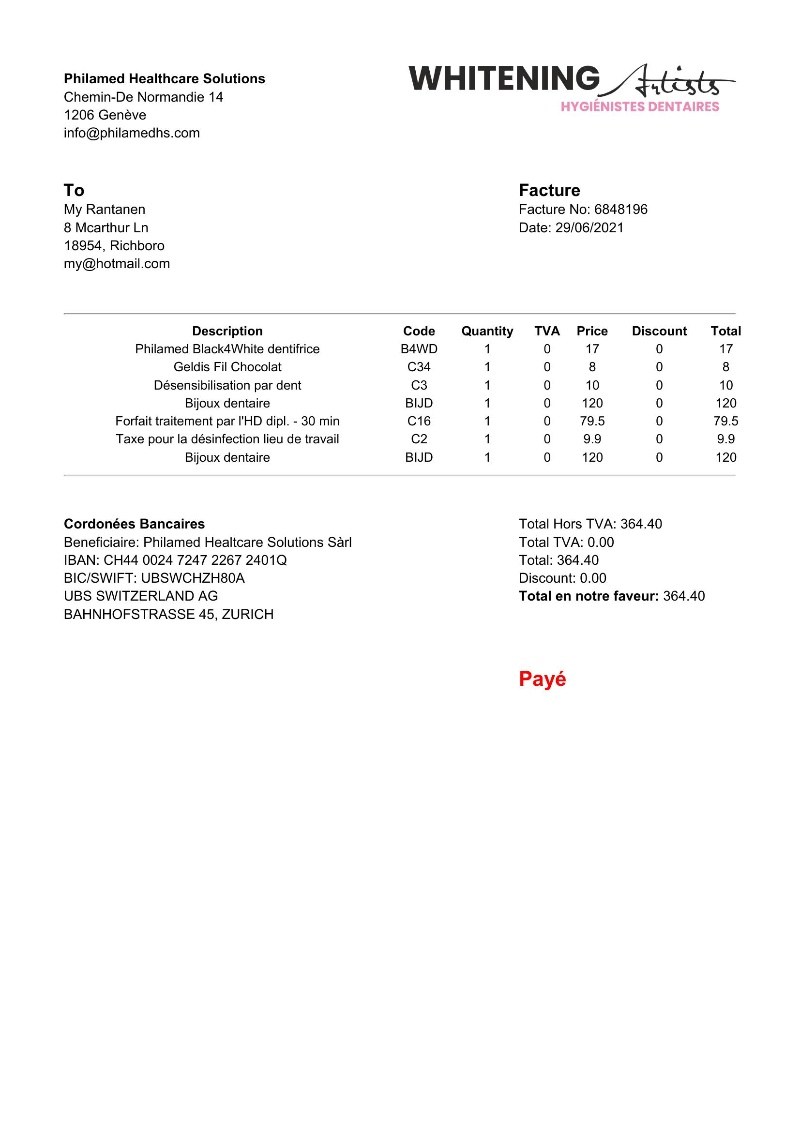 Philamed Healthcare Solutions
Chemin-De Normandie 14
1206 Genève
info@philamedhs.com
WHITENING Artists
HYGIÉNISTES DENTAIRES
To
My Rantanen
8 Mcarthur Ln
18954, Richboro
my@hotmail.com
Facture
Facture No: 6848196
Date: 29/06/2021
Description Code Quantity TVA Price Discount Total
Philamed Black4White dentifrice B4WD 1 0 17 0 17
Geldis Fil Chocolat C34 1 0 8 0 8
Désensibilisation par dent C3 1 0 10 0 10
Bijoux dentaire BIJD 1 0 120 0 120
Forfait traitement par l'HD dipl. - 30 min C16 1 0 79.5 0 79.5
Taxe pour la désinfection lieu de travail C2 1 0 9.9 0 9.9
Bijoux dentaire BIJD 1 0 120 0 120
Cordonées Bancaires
Beneficiaire: Philamed Healtcare Solutions Sàrl
IBAN: CH44 0024 7247 2267 2401Q
BIC/SWIFT: UBSWCHZH80A
UBS SWITZERLAND AG
BAHNHOFSTRASSE 45, ZURICH
Total Hors TVA: 364.40
Total TVA: 0.00
Total: 364.40
Discount: 0.00
Total en notre faveur: 364.40
Payé